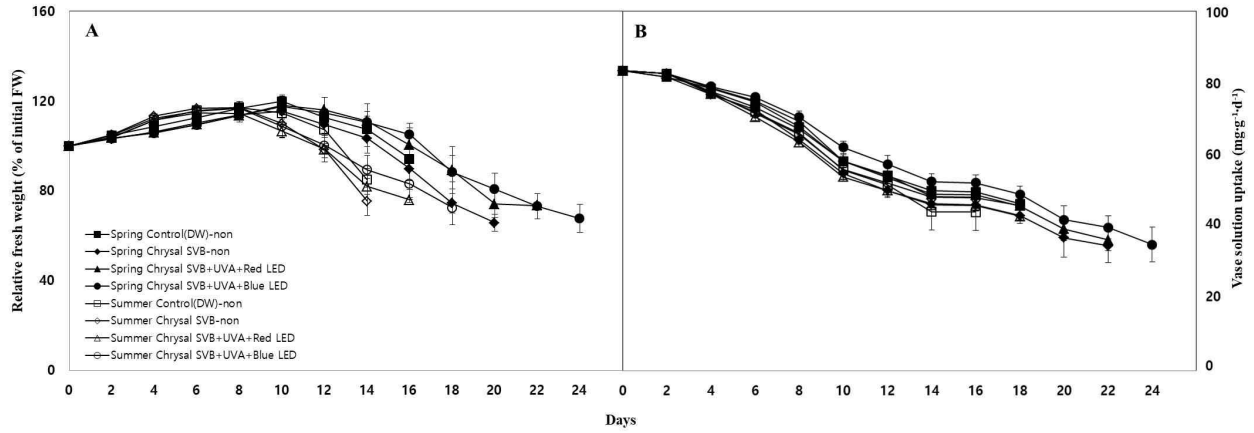 160
120
80
40
0
A
Relative fresh weight (% of initial FW)
Spring Control(DW)-non
Spring Chrysal SVB-non
Spring Chrysal SVB+UVA+Red LED
Spring Chrysal SVB+UVA+Blue LED
Summer Control(DW)-non
Summer Chrysal SVB-non
Summer Chrysal SVB+UVA+Red LED
Summer Chrysal SVB+UVA+Blue LED
0 2 4 6 8 10 12 14 16 18 20 22 24
B
100
80
60
40
20
0
Vase solution uptake (mg·g⁻¹·d⁻¹)
0 2 4 6 8 10 12 14 16 18 20 22 24
Days